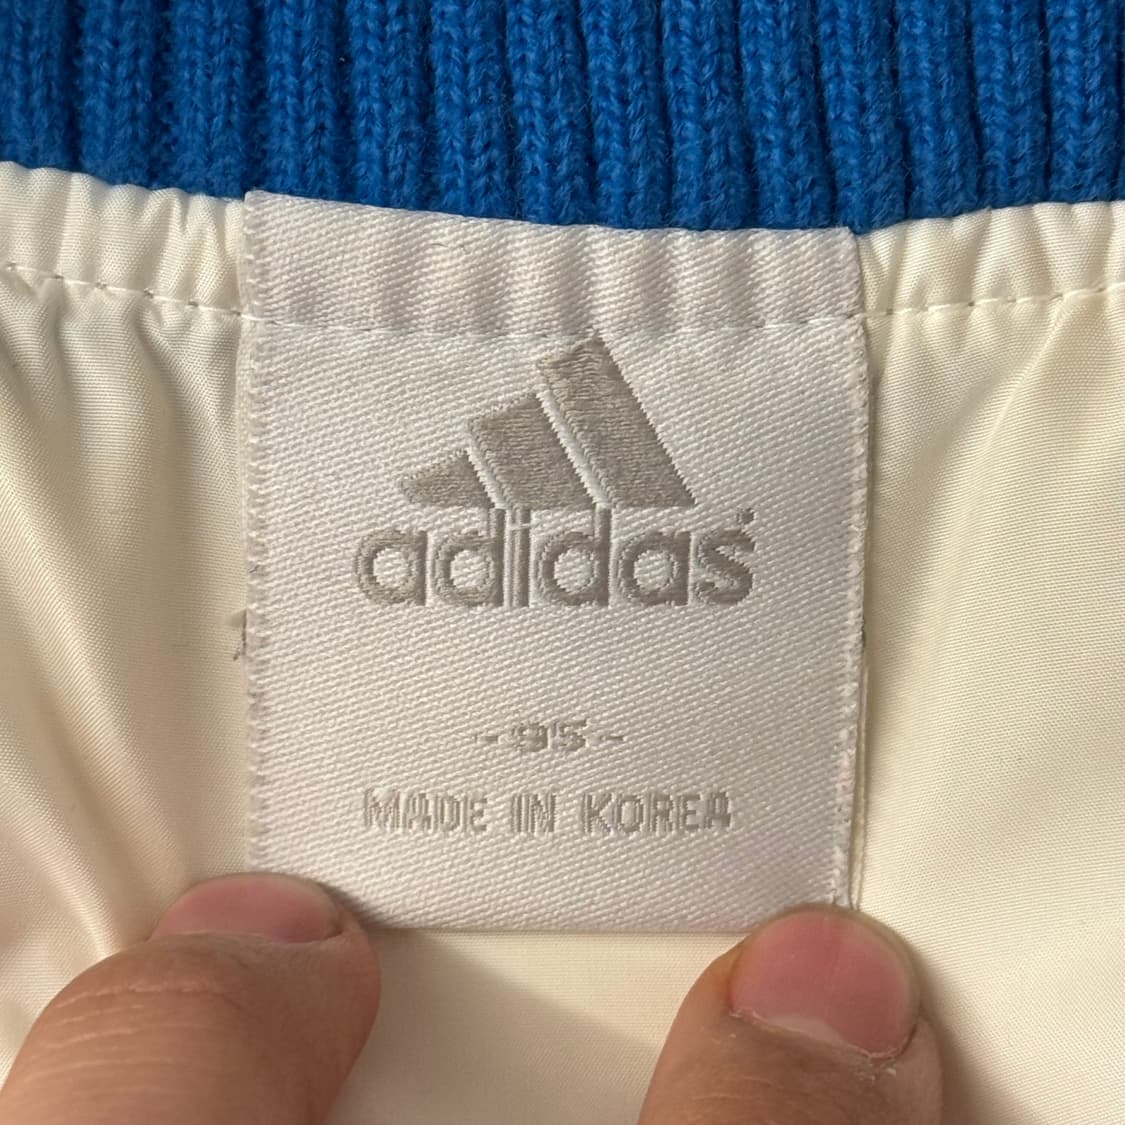 adidas
- 95 -
MADE IN KOREA